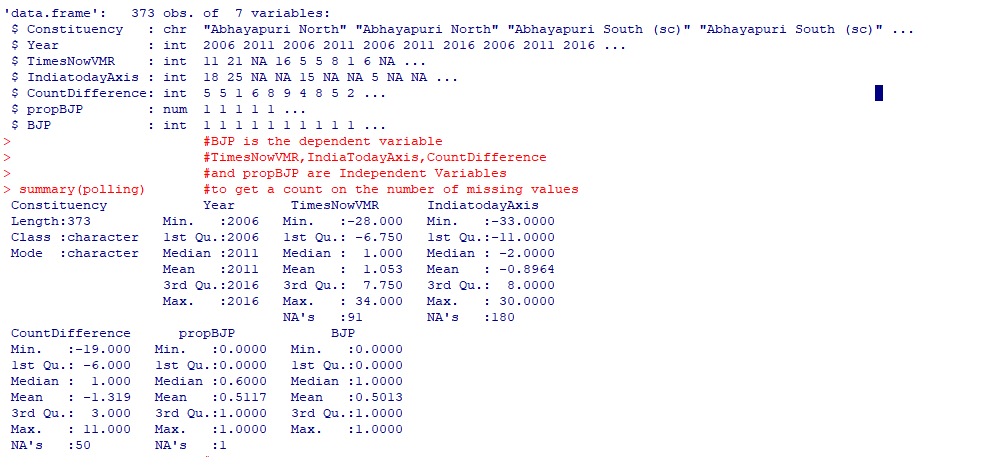 'data.frame':   373 obs. of  7 variables:
 $ Constituency   : chr  "Abhayapuri North" "Abhayapuri North" "Abhayapuri South (sc)" "Abhayapuri South (sc)" ...
 $ Year           : int  2006 2011 2006 2011 2006 2011 2016 2006 2011 2016 ...
 $ TimesNowVMR    : int  11 21 NA 16 5 5 8 1 6 NA ...
 $ IndiatodayAxis : int  18 25 NA NA 15 NA NA 5 NA NA ...
 $ CountDifference: int  5 5 1 6 8 9 4 8 5 2 ...
 $ propBJP        : num  1 1 1 1 1 ...
 $ BJP            : int  1 1 1 1 1 1 1 1 1 1 ...
>                        #BJP is the dependent variable
>                        #TimesNowVMR,IndiaTodayAxis,CountDifference
>                        #and propBJP are Independent Variables
> summary(polling)       #to get a count on the number of missing values
 Constituency            Year       TimesNowVMR      IndiatodayAxis
 Length:373         Min.   :2006   Min.   :-28.000   Min.   :-33.0000
 Class :character   1st Qu.:2006   1st Qu.: -6.750   1st Qu.:-11.0000
 Mode  :character   Median :2011   Median :  1.000   Median : -2.0000
                    Mean   :2011   Mean   :  1.053   Mean   : -0.8964
                    3rd Qu.:2016   3rd Qu.:  7.750   3rd Qu.:  8.0000
                    Max.   :2016   Max.   : 34.000   Max.   : 30.0000
                                   NA's   :91        NA's   :180
 CountDifference      propBJP            BJP
 Min.   :-19.000   Min.   :0.0000   Min.   :0.0000
 1st Qu.: -6.000   1st Qu.:0.0000   1st Qu.:0.0000
 Median :  1.000   Median :0.6000   Median :1.0000
 Mean   : -1.319   Mean   :0.5117   Mean   :0.5013
 3rd Qu.:  3.000   3rd Qu.:1.0000   3rd Qu.:1.0000
 Max.   : 11.000   Max.   :1.0000   Max.   :1.0000
 NA's   :50        NA's   :1